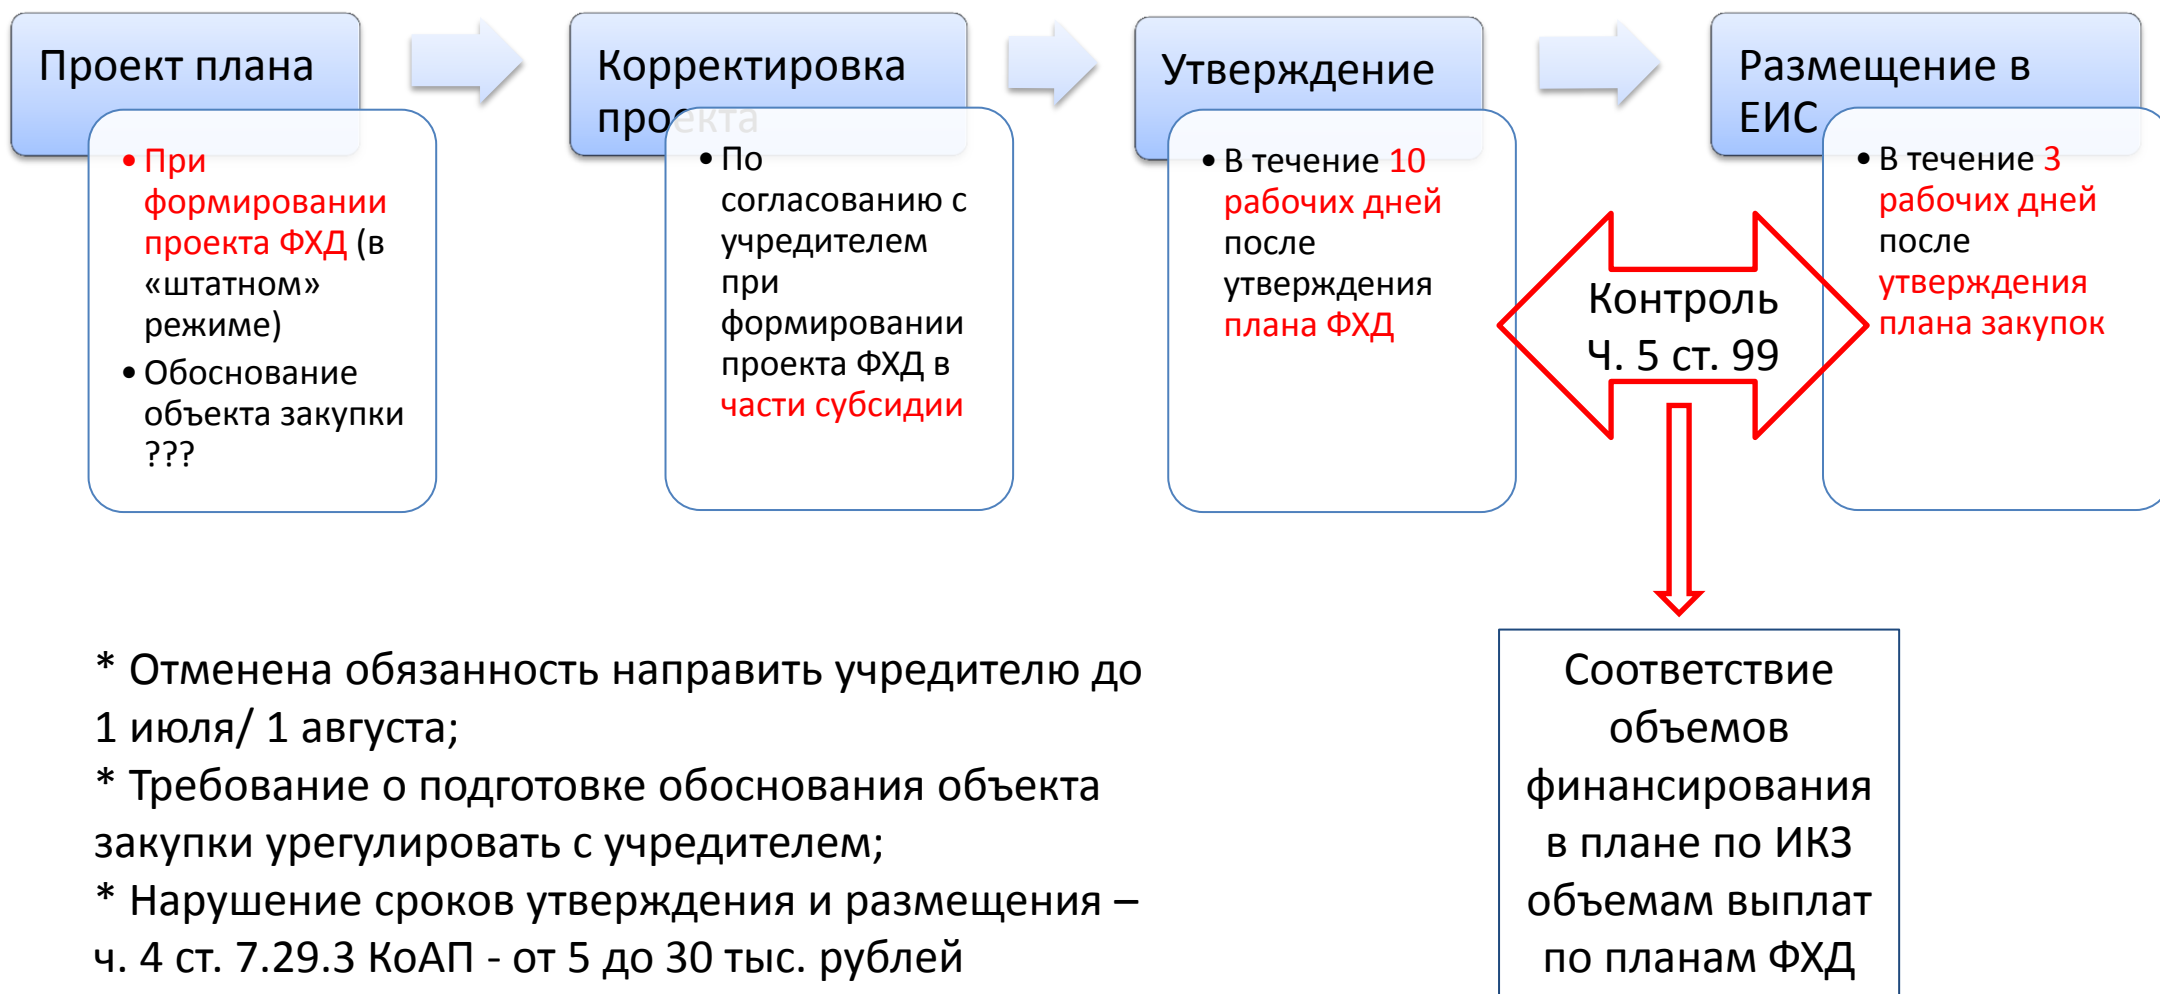 Проект плана
• При
формировании
проекта ФХД (в
«штатном»
режиме)
• Обоснование
объекта закупки
???
Корректировка
проекта
• По
согласованию с
учредителем
при
формировании
проекта ФХД в
части субсидии
Утверждение
• В течение 10
рабочих дней
после
утверждения
плана ФХД
Размещение в
ЕИС
• В течение 3
рабочих дней
после
утверждения
плана закупок
Контроль
Ч. 5 ст. 99
Соответствие
объемов
финансирования
в плане по ИКЗ
объемам выплат
по планам ФХД
* Отменена обязанность направить учредителю до
1 июля/ 1 августа;
* Требование о подготовке обоснования объекта
закупки урегулировать с учредителем;
* Нарушение сроков утверждения и размещения –
ч. 4 ст. 7.29.3 КоАП - от 5 до 30 тыс. рублей